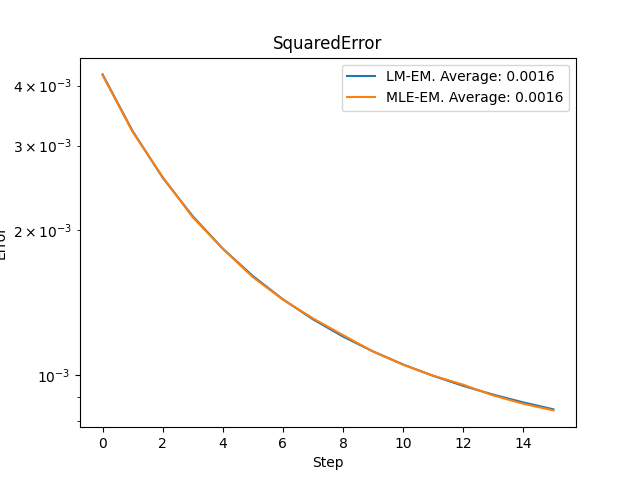 SquaredError
LM-EM. Average: 0.0016
MLE-EM. Average: 0.0016
4 × 10⁻³
3 × 10⁻³
2 × 10⁻³
10⁻³
Error
0 2 4 6 8 10 12 14
Step